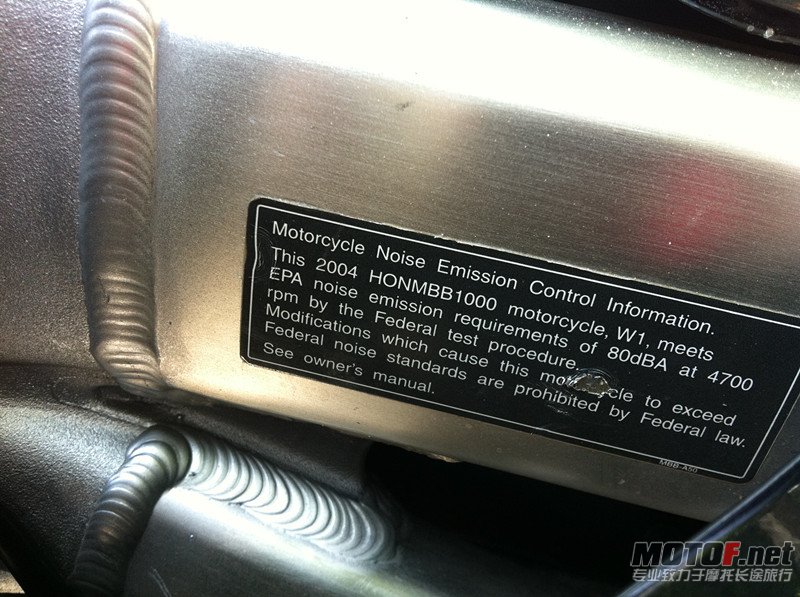 Motorcycle Noise Emission Control Information.
This 2004 HONMBB1000 motorcycle, W1, meets
EPA noise emission requirements of 80dBA at 4700
rpm by the Federal test procedure.
Modifications which cause this motorcycle to exceed
Federal noise standards are prohibited by Federal law.
See owner's manual.
MBB-A50
MOTOF.net
专业致力于摩托长途旅行